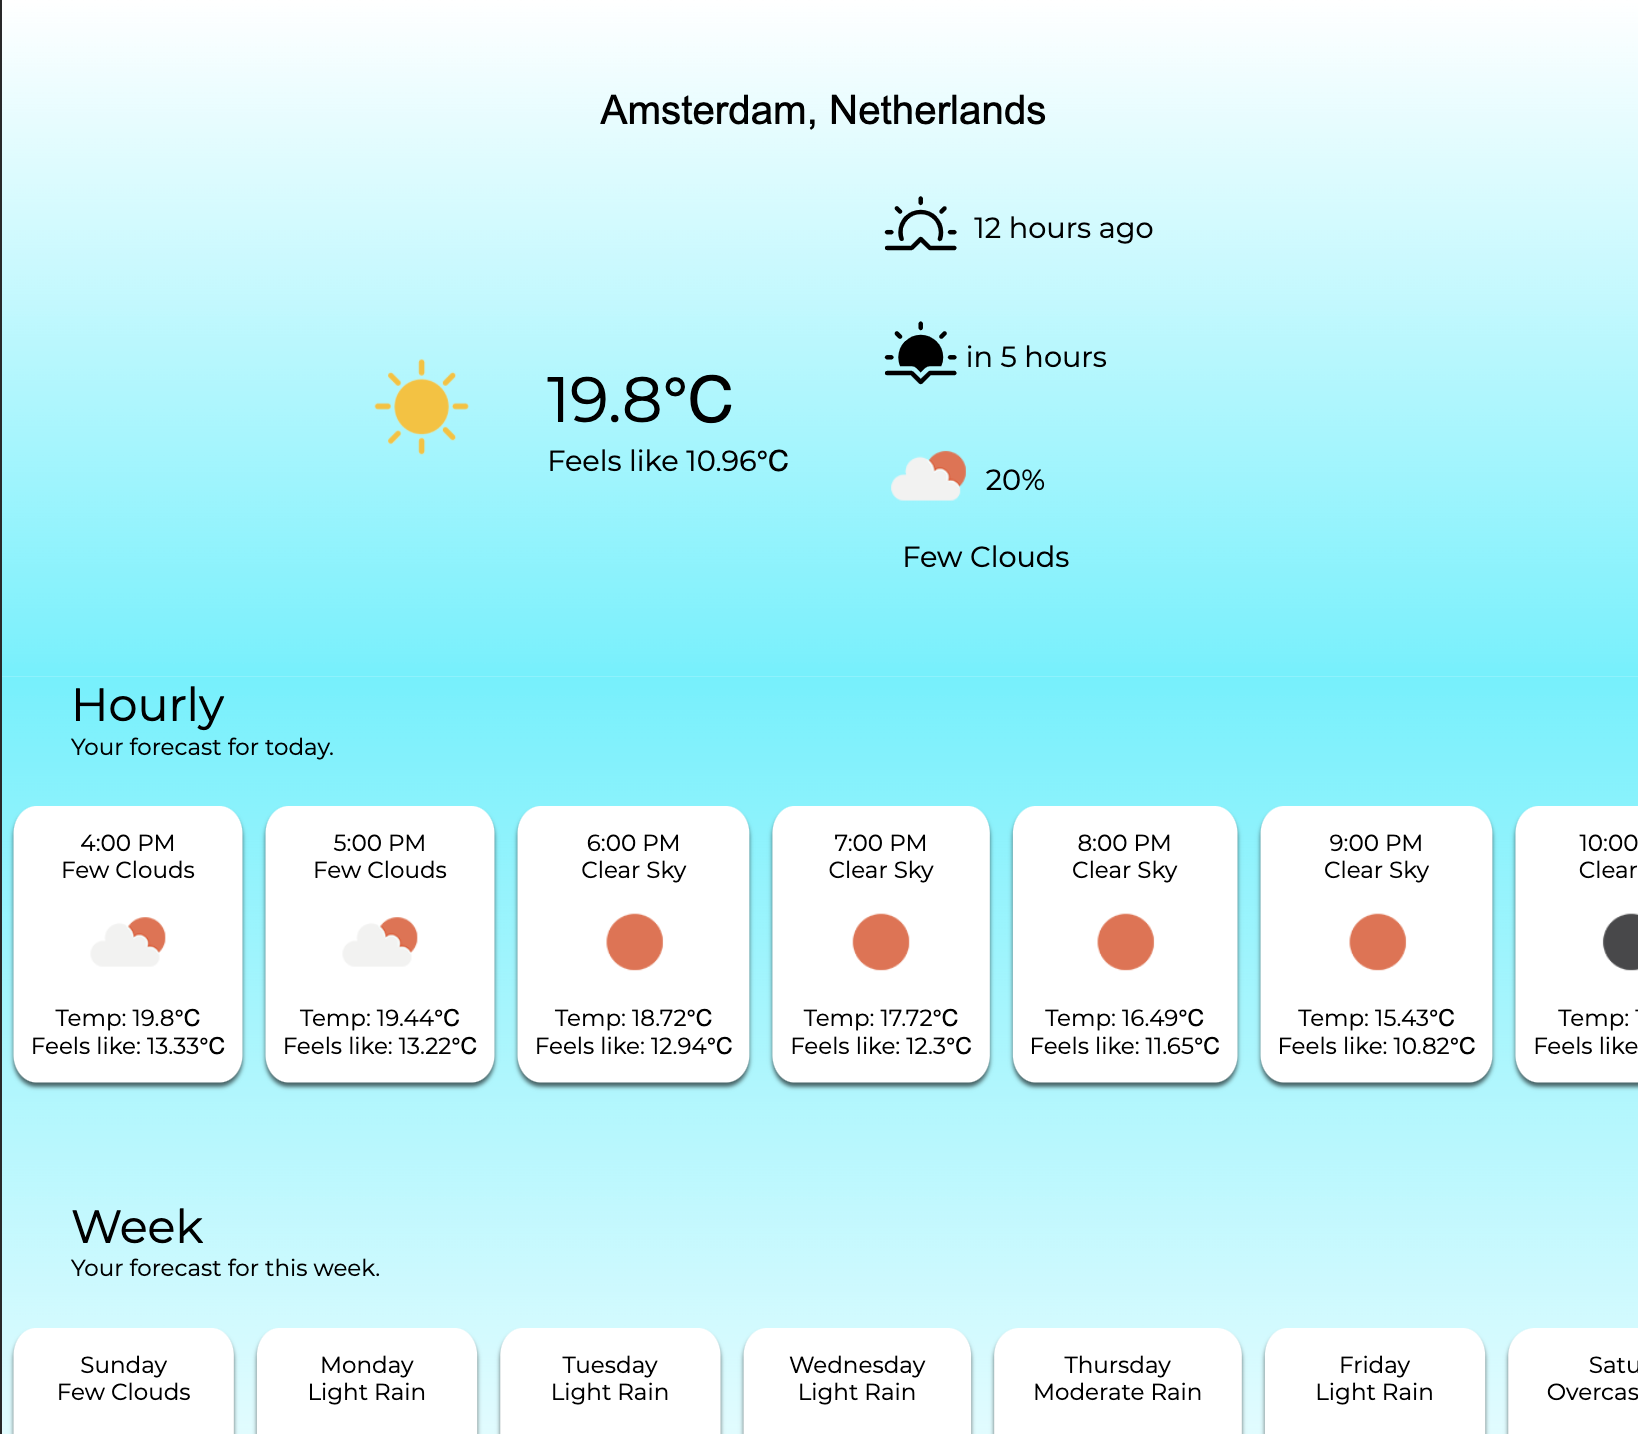 Amsterdam, Netherlands
12 hours ago
in 5 hours
19.8°C
Feels like 10.96°C
20%
Few Clouds
Hourly
Your forecast for today.
4:00 PM
Few Clouds
Temp: 19.8°C
Feels like: 13.33°C
5:00 PM
Few Clouds
Temp: 19.44°C
Feels like: 13.22°C
6:00 PM
Clear Sky
Temp: 18.72°C
Feels like: 12.94°C
7:00 PM
Clear Sky
Temp: 17.72°C
Feels like: 12.3°C
8:00 PM
Clear Sky
Temp: 16.49°C
Feels like: 11.65°C
9:00 PM
Clear Sky
Temp: 15.43°C
Feels like: 10.82°C
10:00
Clear
Temp:
Feels like
Week
Your forecast for this week.
Sunday
Few Clouds
Monday
Light Rain
Tuesday
Light Rain
Wednesday
Light Rain
Thursday
Moderate Rain
Friday
Light Rain
Satu
Overcas